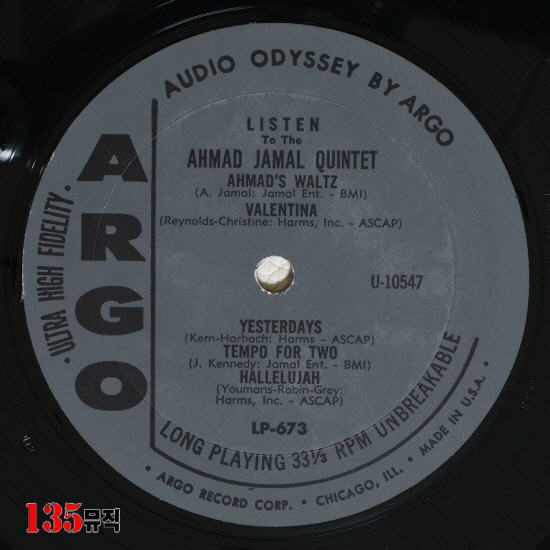 AUDIO ODYSSEY BY ARGO
ARGO
• ULTRA HIGH FIDELITY •
LISTEN
To The
AHMAD JAMAL QUINTET
AHMAD'S WALTZ
(A. Jamal: Jamal Ent. - BMI)
VALENTINA
(Reynolds-Christine: Harms, Inc. - ASCAP)
U-10547
YESTERDAYS
(Kern-Harbach: Harms - ASCAP)
TEMPO FOR TWO
(J. Kennedy: Jamal Ent. - BMI)
HALLELUJAH
(Youmans-Robin-Grey:
Harms, Inc. - ASCAP)
LP-673
LONG PLAYING 33⅓ RPM UNBREAKABLE
• ARGO RECORD CORP. • CHICAGO, ILL. • MADE IN U.S.A. •
135뮤직